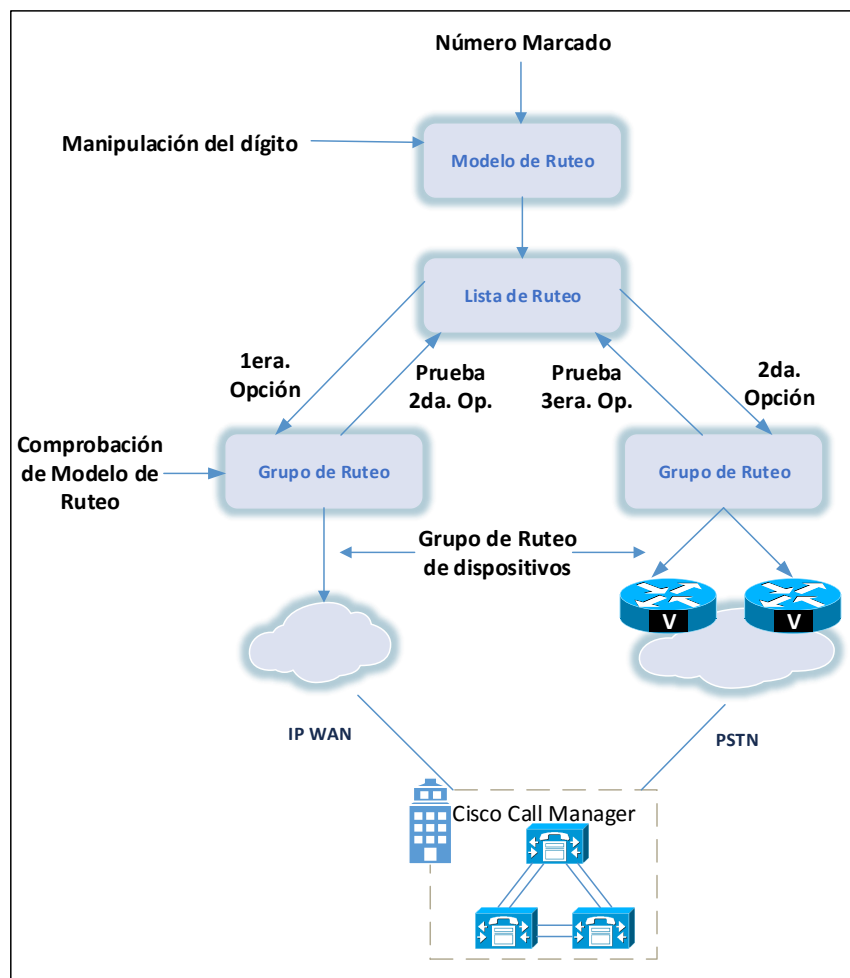 Número Marcado
Manipulación del dígito
Modelo de Ruteo
Lista de Ruteo
1era.
Opción
Prueba
2da. Op.
Prueba
3era. Op.
2da.
Opción
Comprobación
de Modelo de
Ruteo
Grupo de Ruteo
Grupo de Ruteo
Grupo de Ruteo
de dispositivos
V
V
IP WAN
PSTN
Cisco Call Manager